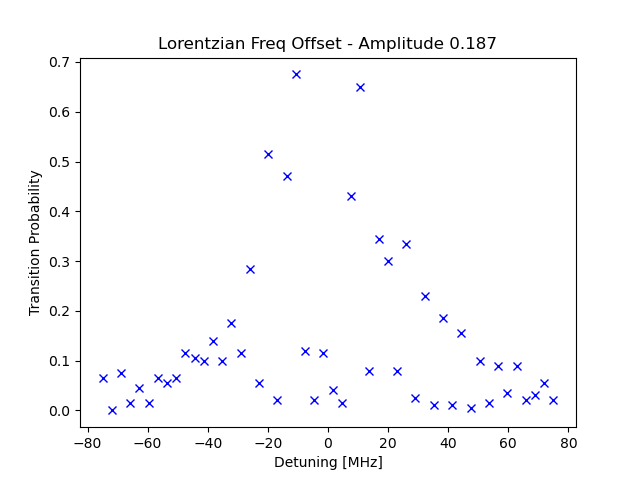 Lorentzian Freq Offset - Amplitude 0.187
Transition Probability
0.7
0.6
0.5
0.4
0.3
0.2
0.1
0.0
−80 −60 −40 −20 0 20 40 60 80
Detuning [MHz]